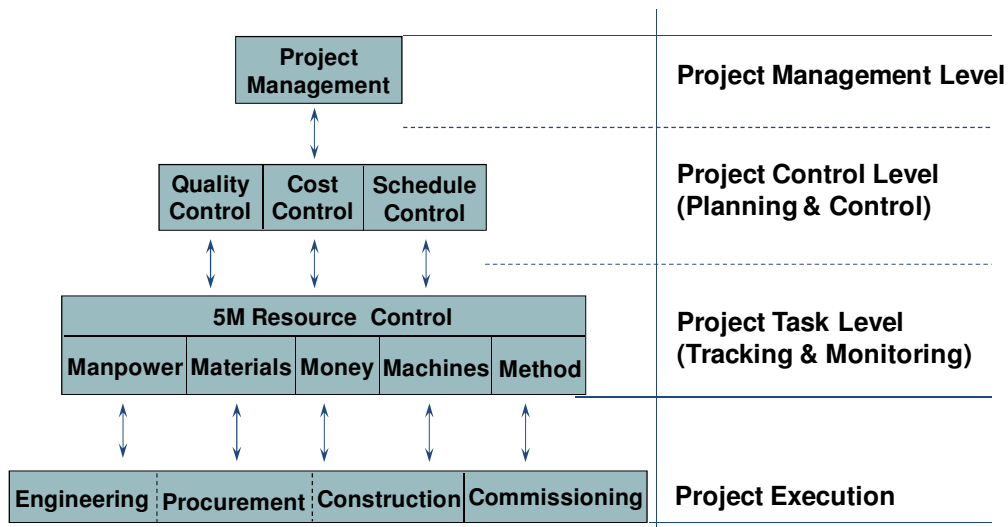 Project
Management
Project Management Level
Quality
Control
Cost
Control
Schedule
Control
Project Control Level
(Planning & Control)
5M Resource Control
Manpower
Materials
Money
Machines
Method
Project Task Level
(Tracking & Monitoring)
Engineering
Procurement
Construction
Commissioning
Project Execution